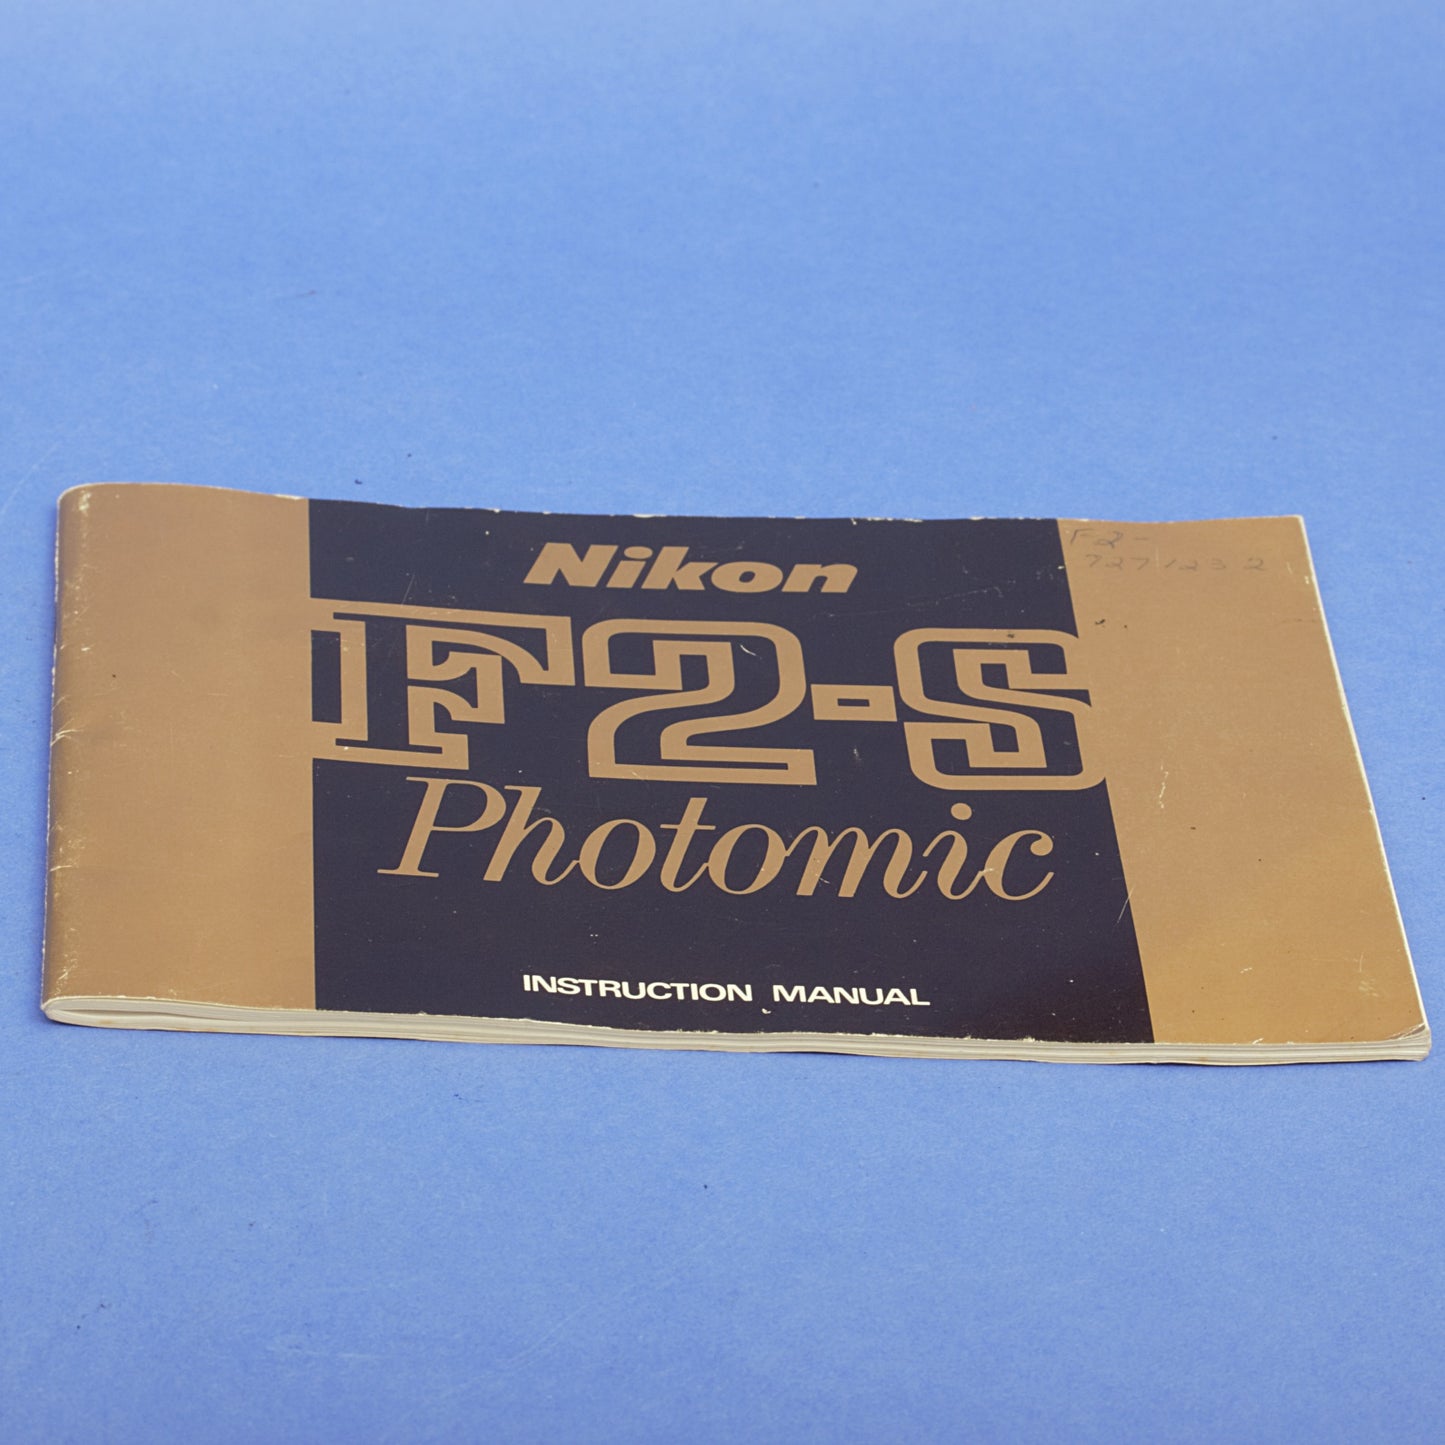 Nikon
F2-S
Photomic
INSTRUCTION MANUAL
F2-
7271232